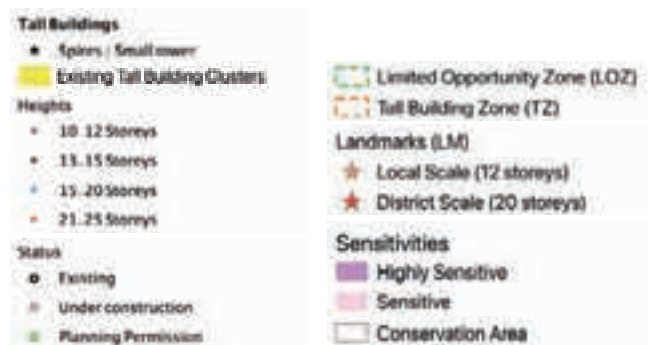 Tall Buildings
Spires / Small tower
Existing Tall Building Clusters
Heights
10-12 Storeys
13-15 Storeys
15-20 Storeys
21-25 Storeys
Status
Existing
Under construction
Planning Permission
Limited Opportunity Zone (LOZ)
Tall Building Zone (TZ)
Landmarks (LM)
Local Scale (12 storeys)
District Scale (20 storeys)
Sensitivities
Highly Sensitive
Sensitive
Conservation Area